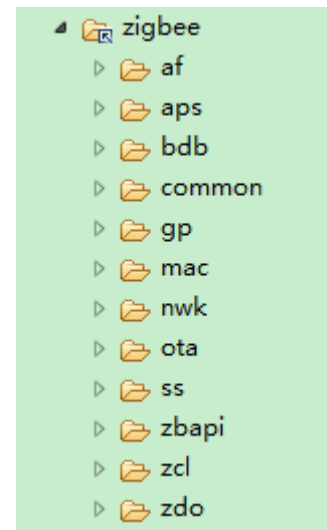 zigbee
af
aps
bdb
common
gp
mac
nwk
ota
ss
zbapi
zcl
zdo